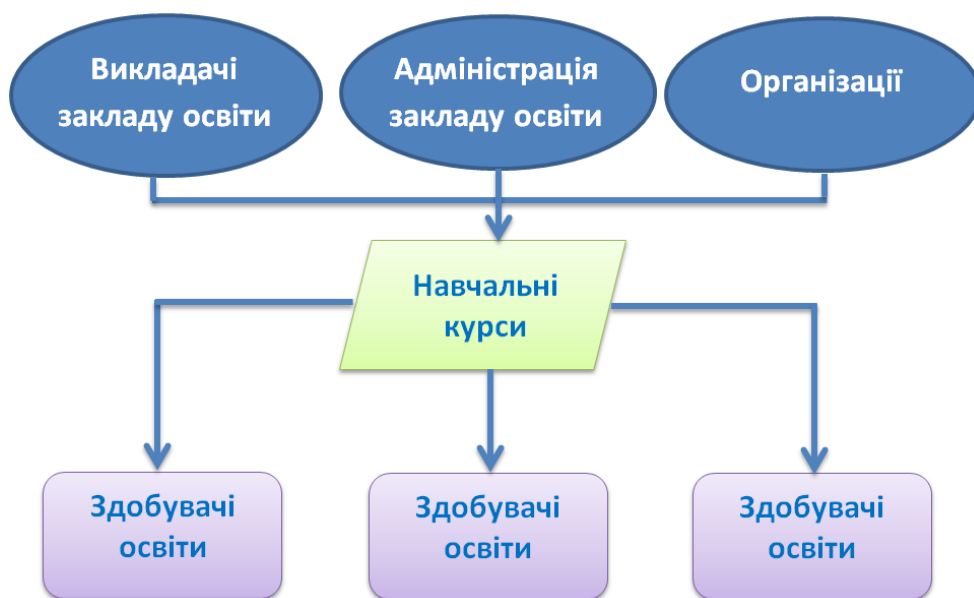 Викладачі
закладу освіти
Адміністрація
закладу освіти
Організації
Навчальні
курси
Здобувачі
освіти
Здобувачі
освіти
Здобувачі
освіти